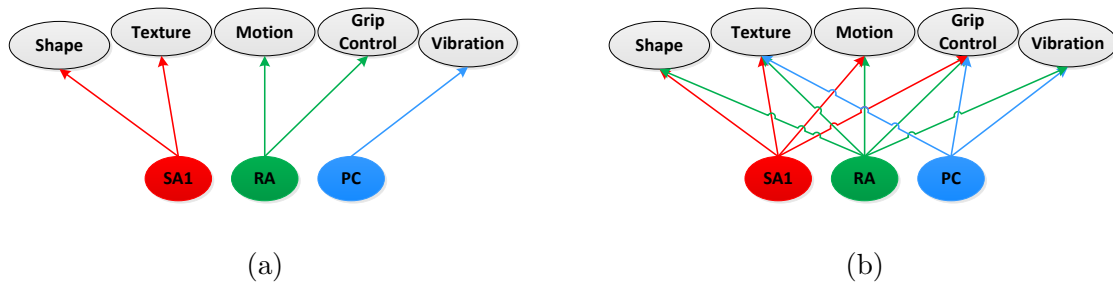 Shape
Texture
Motion
Grip
Control
Vibration
SA1
RA
PC
(a)
Shape
Texture
Motion
Grip
Control
Vibration
SA1
RA
PC
(b)